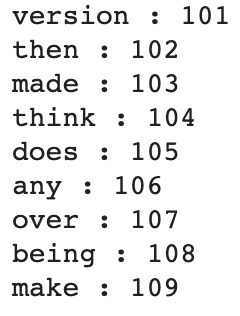 version : 101
then : 102
made : 103
think : 104
does : 105
any : 106
over : 107
being : 108
make : 109